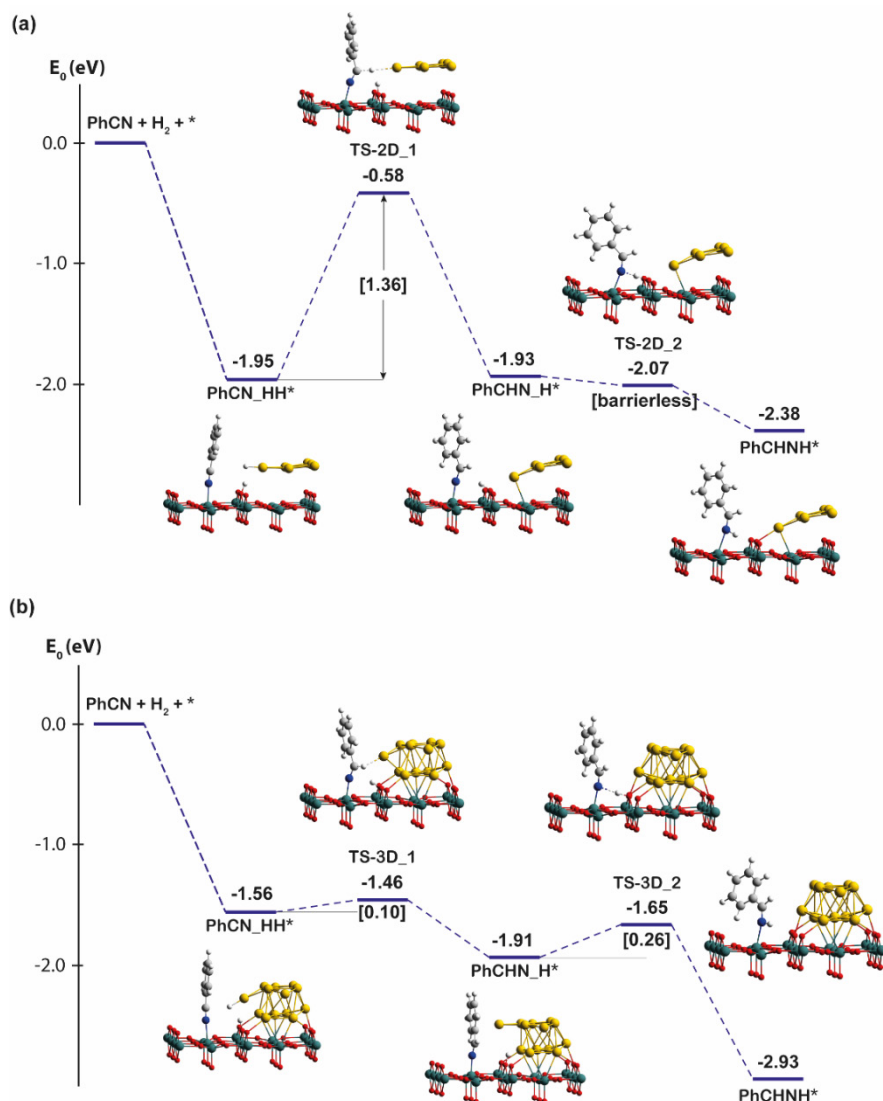 (a)
E₀ (eV)
PhCN + H₂ + *
0.0
TS-2D_1
-0.58
-1.0
[1.36]
TS-2D_2
-2.07
[barrierless]
-1.95
PhCN_HH*
-1.93
PhCHN_H*
-2.0
-2.38
PhCHNH*
(b)
E₀ (eV)
PhCN + H₂ + *
0.0
-1.0
TS-3D_1
-1.46
[0.10]
TS-3D_2
-1.65
[0.26]
-1.56
PhCN_HH*
-1.91
PhCHN_H*
-2.0
-2.93
PhCHNH*